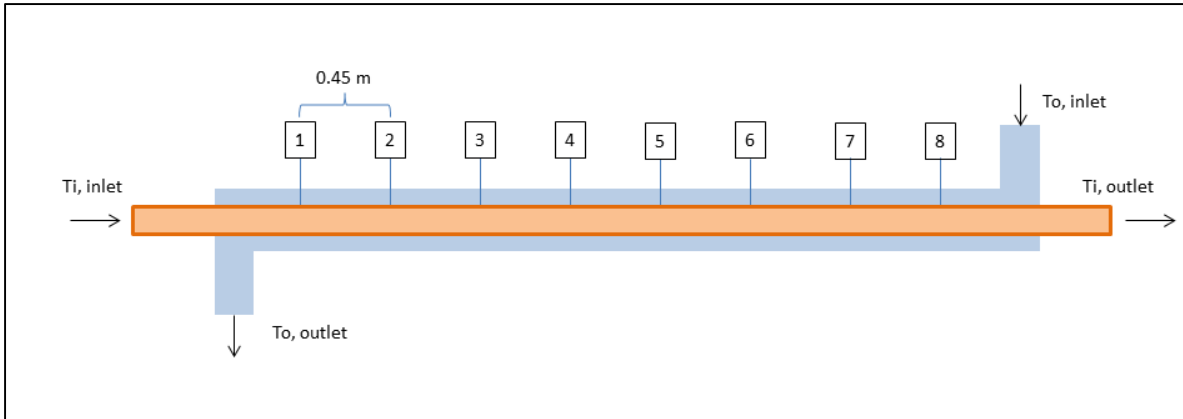 0.45 m
To, inlet
1 2 3 4 5 6 7 8
Ti, inlet
Ti, outlet
To, outlet